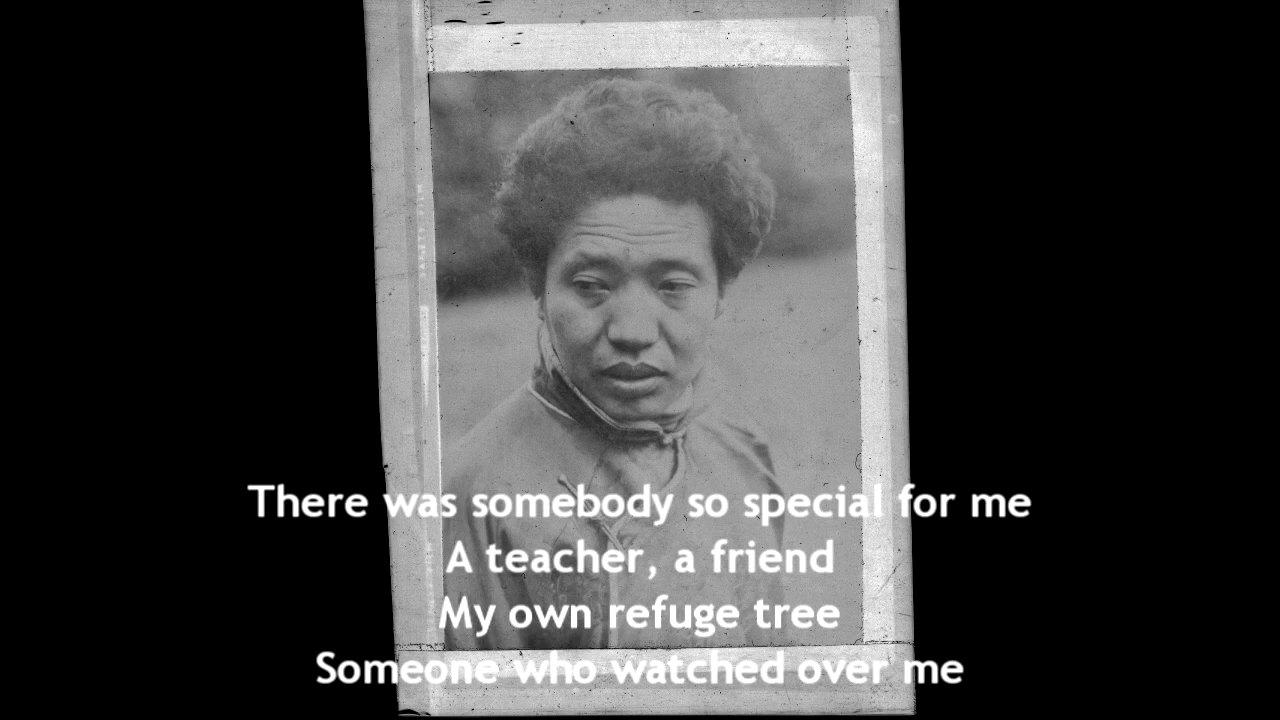 There was somebody so special for me
A teacher, a friend
My own refuge tree
Someone who watched over me